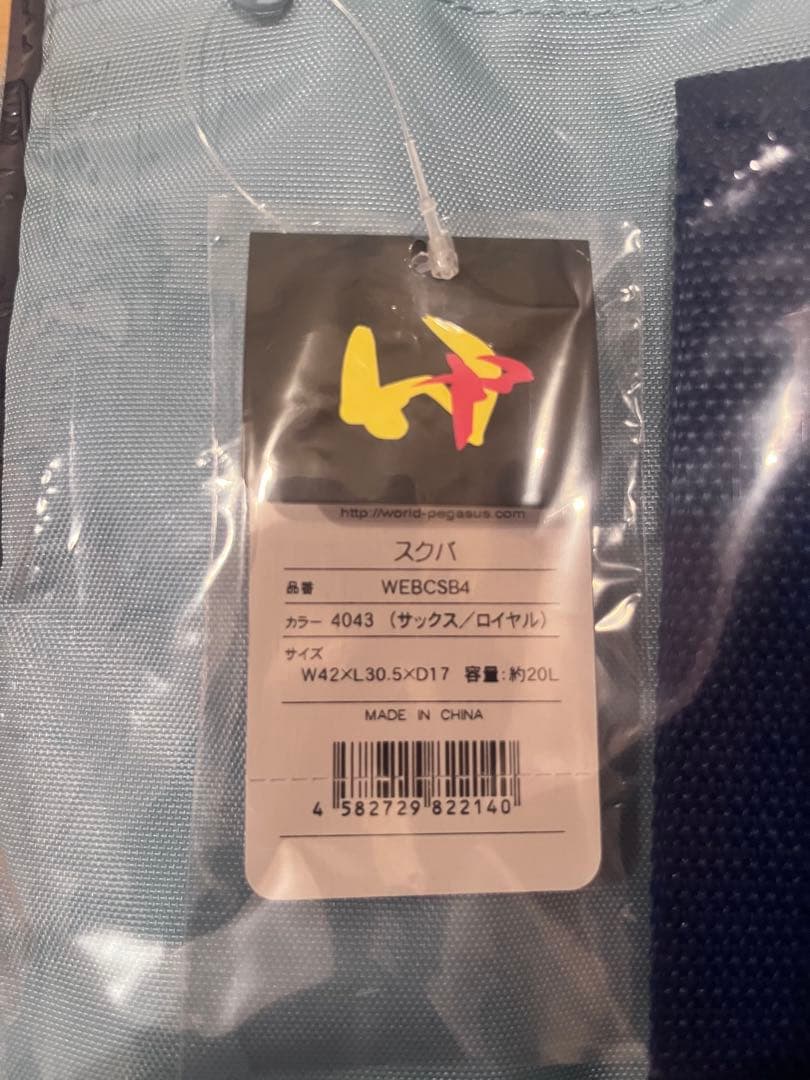 http://world-pegasus.com
スクバ
品番 WEBCSB4
カラー 4043 （サックス／ロイヤル）
サイズ
W42×L30.5×D17 容量：約20L
MADE IN CHINA
4 582729 822140